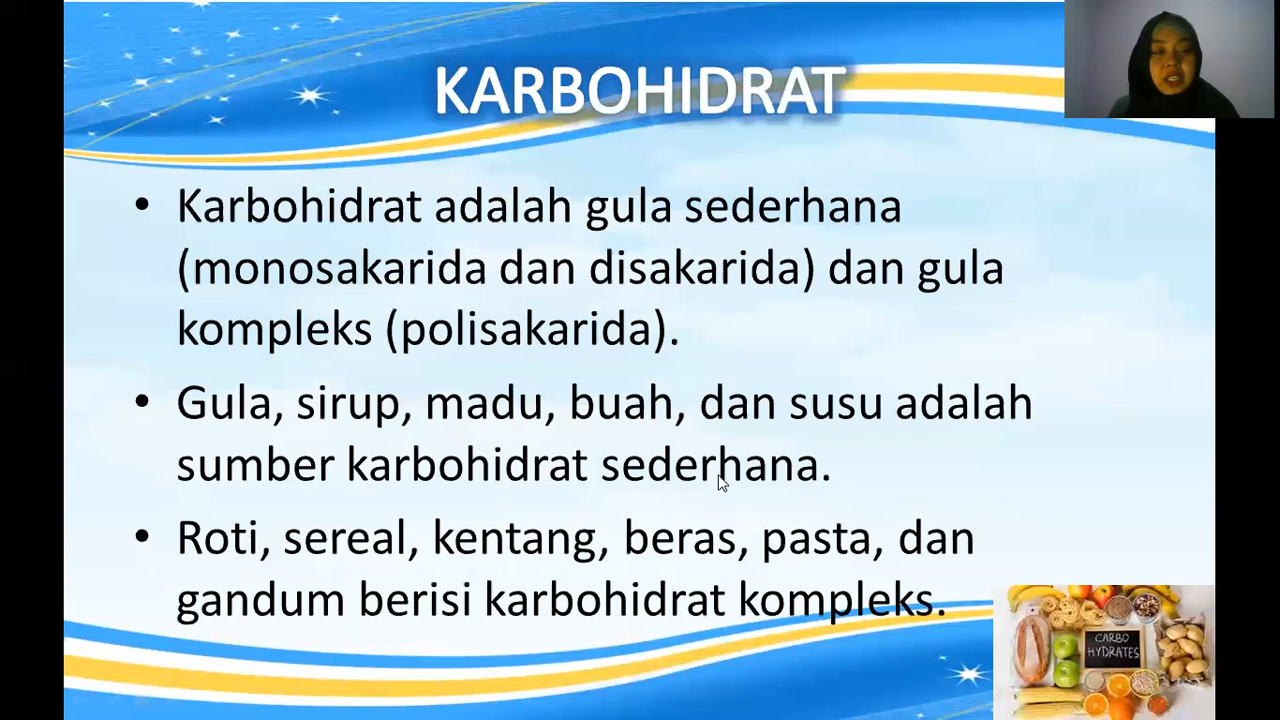 KARBOHIDRAT
• Karbohidrat adalah gula sederhana
(monosakarida dan disakarida) dan gula
kompleks (polisakarida).
• Gula, sirup, madu, buah, dan susu adalah
sumber karbohidrat sederhana.
• Roti, sereal, kentang, beras, pasta, dan
gandum berisi karbohidrat kompleks.
CARBO
HYDRATES